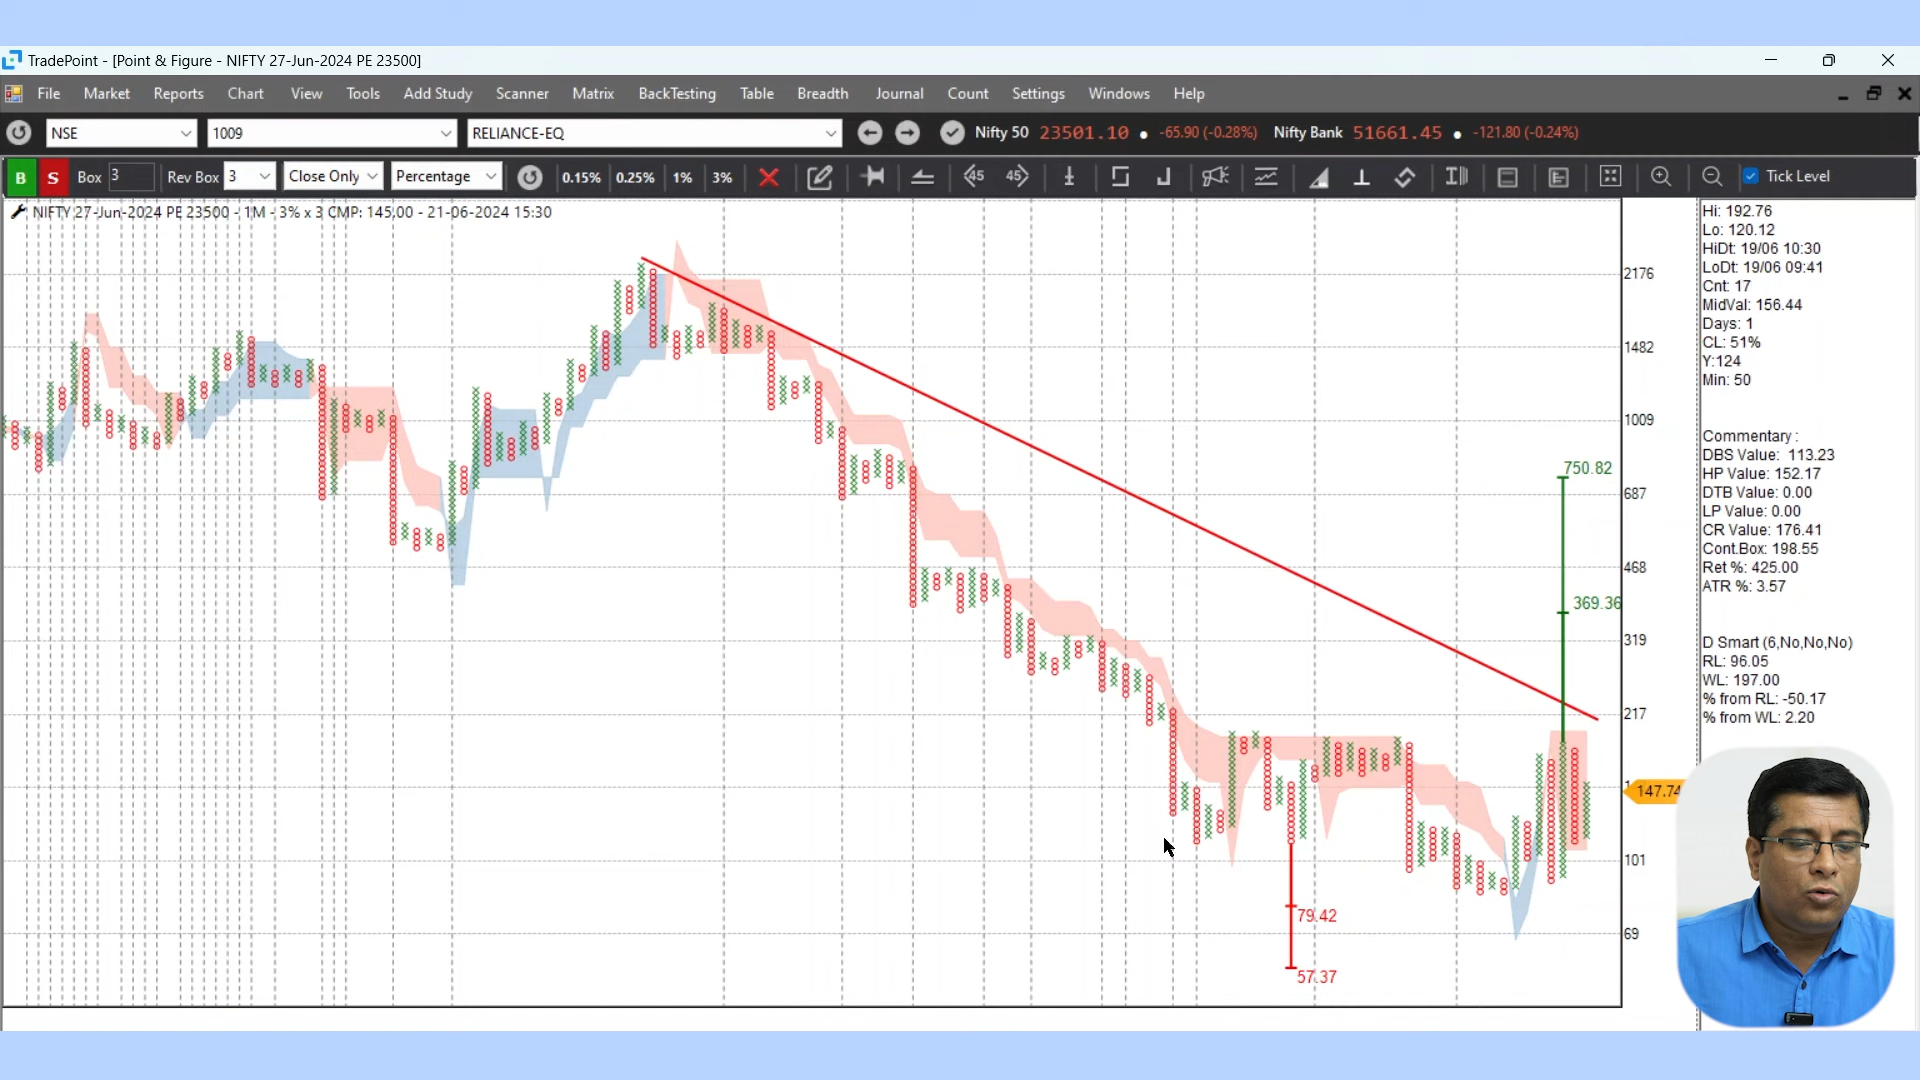 TradePoint - [Point & Figure - NIFTY 27-Jun-2024 PE 23500]
File Market Reports Chart View Tools Add Study Scanner Matrix BackTesting Table Breadth Journal Count Settings Windows Help
NSE 1009 RELIANCE-EQ Nifty 50 23501.10 -65.90 (-0.28%) Nifty Bank 51661.45 -121.80 (-0.24%)
B S Box 3 Rev Box 3 Close Only Percentage 0.15% 0.25% 1% 3% 45 45 Tick Level
NIFTY 27-Jun-2024 PE 23500 - 1M - 3% x 3 CMP: 145.00 - 21-06-2024 15:30
2176
1482
1009
750.82
687
468
369.36
319
217
147.74
101
79.42
69
57.37
Hi: 192.76
Lo: 120.12
HiDt: 19/06 10:30
LoDt: 19/06 09:41
Cnt: 17
MidVal: 156.44
Days: 1
CL: 51%
Y:124
Min: 50
Commentary :
DBS Value: 113.23
HP Value: 152.17
DTB Value: 0.00
LP Value: 0.00
CR Value: 176.41
Cont.Box: 198.55
Ret %: 425.00
ATR %: 3.57
D Smart (6,No,No,No)
RL: 96.05
WL: 197.00
% from RL: -50.17
% from WL: 2.20